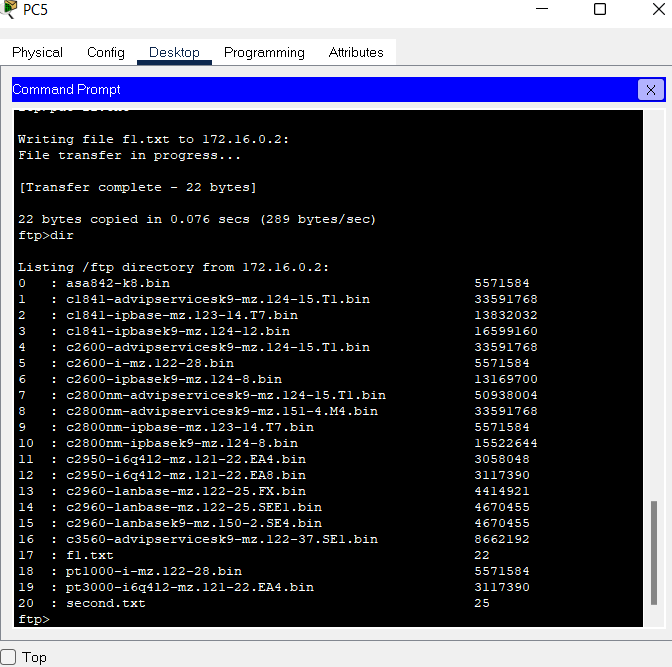 PC5
Physical Config Desktop Programming Attributes
Command Prompt X
Writing file f1.txt to 172.16.0.2:
File transfer in progress...
[Transfer complete - 22 bytes]
22 bytes copied in 0.076 secs (289 bytes/sec)
ftp>dir
Listing /ftp directory from 172.16.0.2:
0 : asa842-k8.bin 5571584
1 : c1841-advipservicesk9-mz.124-15.T1.bin 33591768
2 : c1841-ipbase-mz.123-14.T7.bin 13832032
3 : c1841-ipbasek9-mz.124-12.bin 16599160
4 : c2600-advipservicesk9-mz.124-15.T1.bin 33591768
5 : c2600-i-mz.122-28.bin 5571584
6 : c2600-ipbasek9-mz.124-8.bin 13169700
7 : c2800nm-advipservicesk9-mz.124-15.T1.bin 50938004
8 : c2800nm-advipservicesk9-mz.151-4.M4.bin 33591768
9 : c2800nm-ipbase-mz.123-14.T7.bin 5571584
10 : c2800nm-ipbasek9-mz.124-8.bin 15522644
11 : c2950-i6q4l2-mz.121-22.EA4.bin 3058048
12 : c2950-i6q4l2-mz.121-22.EA8.bin 3117390
13 : c2960-lanbase-mz.122-25.FX.bin 4414921
14 : c2960-lanbase-mz.122-25.SEE1.bin 4670455
15 : c2960-lanbasek9-mz.150-2.SE4.bin 4670455
16 : c3560-advipservicesk9-mz.122-37.SE1.bin 8662192
17 : f1.txt 22
18 : pt1000-i-mz.122-28.bin 5571584
19 : pt3000-i6q4l2-mz.121-22.EA4.bin 3117390
20 : second.txt 25
ftp>
Top